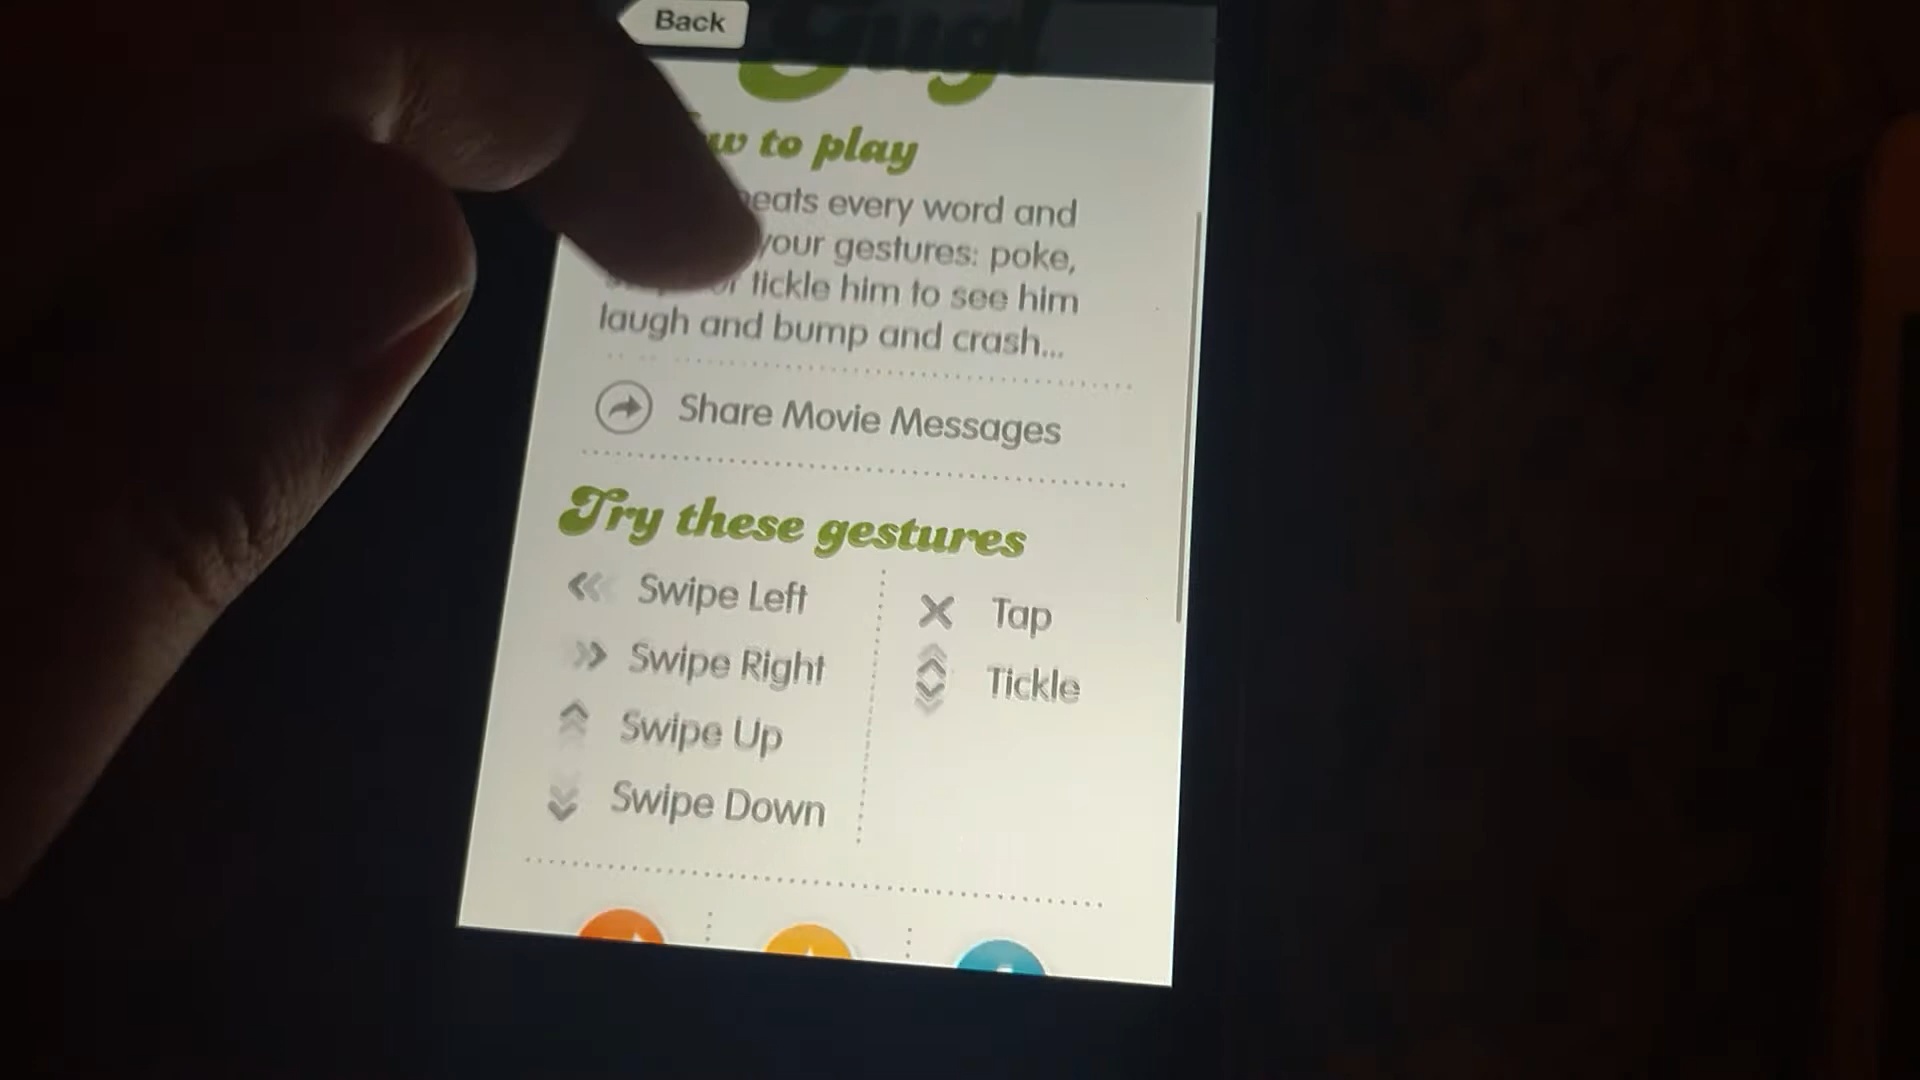 Back
to play
every word and
your gestures: poke,
tickle him to see him
laugh and bump and crash...
Share Movie Messages
Try these gestures
Swipe Left
Swipe Right
Swipe Up
Swipe Down
Tap
Tickle